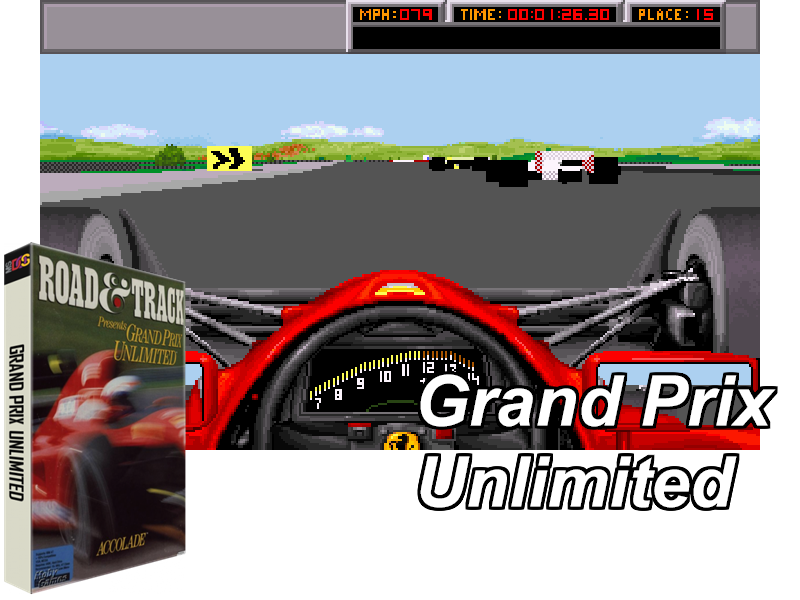 MPH:079 TIME: 00:01:26.30 PLACE: 15
ROAD & TRACK
Presents GRAND PRIX
UNLIMITED
GRAND PRIX UNLIMITED
ACCOLADE
7 8 9 10 11 12 13 14
Grand Prix
Unlimited